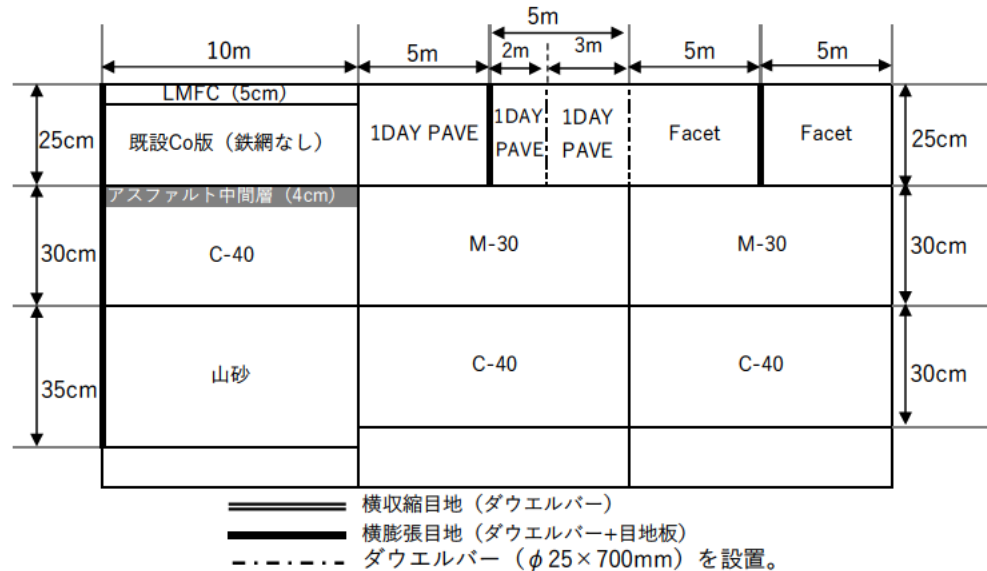 5m
10m
5m
2m
3m
5m
5m
LMFC（5cm）
25cm
既設Co版（鉄網なし）
1DAY PAVE
1DAY
PAVE
1DAY
PAVE
Facet
Facet
25cm
アスファルト中間層（4cm）
30cm
C-40
M-30
M-30
30cm
35cm
山砂
C-40
C-40
30cm
横収縮目地（ダウエルバー）
横膨張目地（ダウエルバー+目地板）
ダウエルバー（φ25×700mm）を設置。